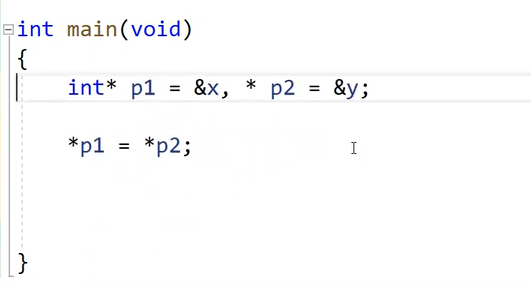 int main(void)
{
int* p1 = &x, * p2 = &y;
*p1 = *p2;
}